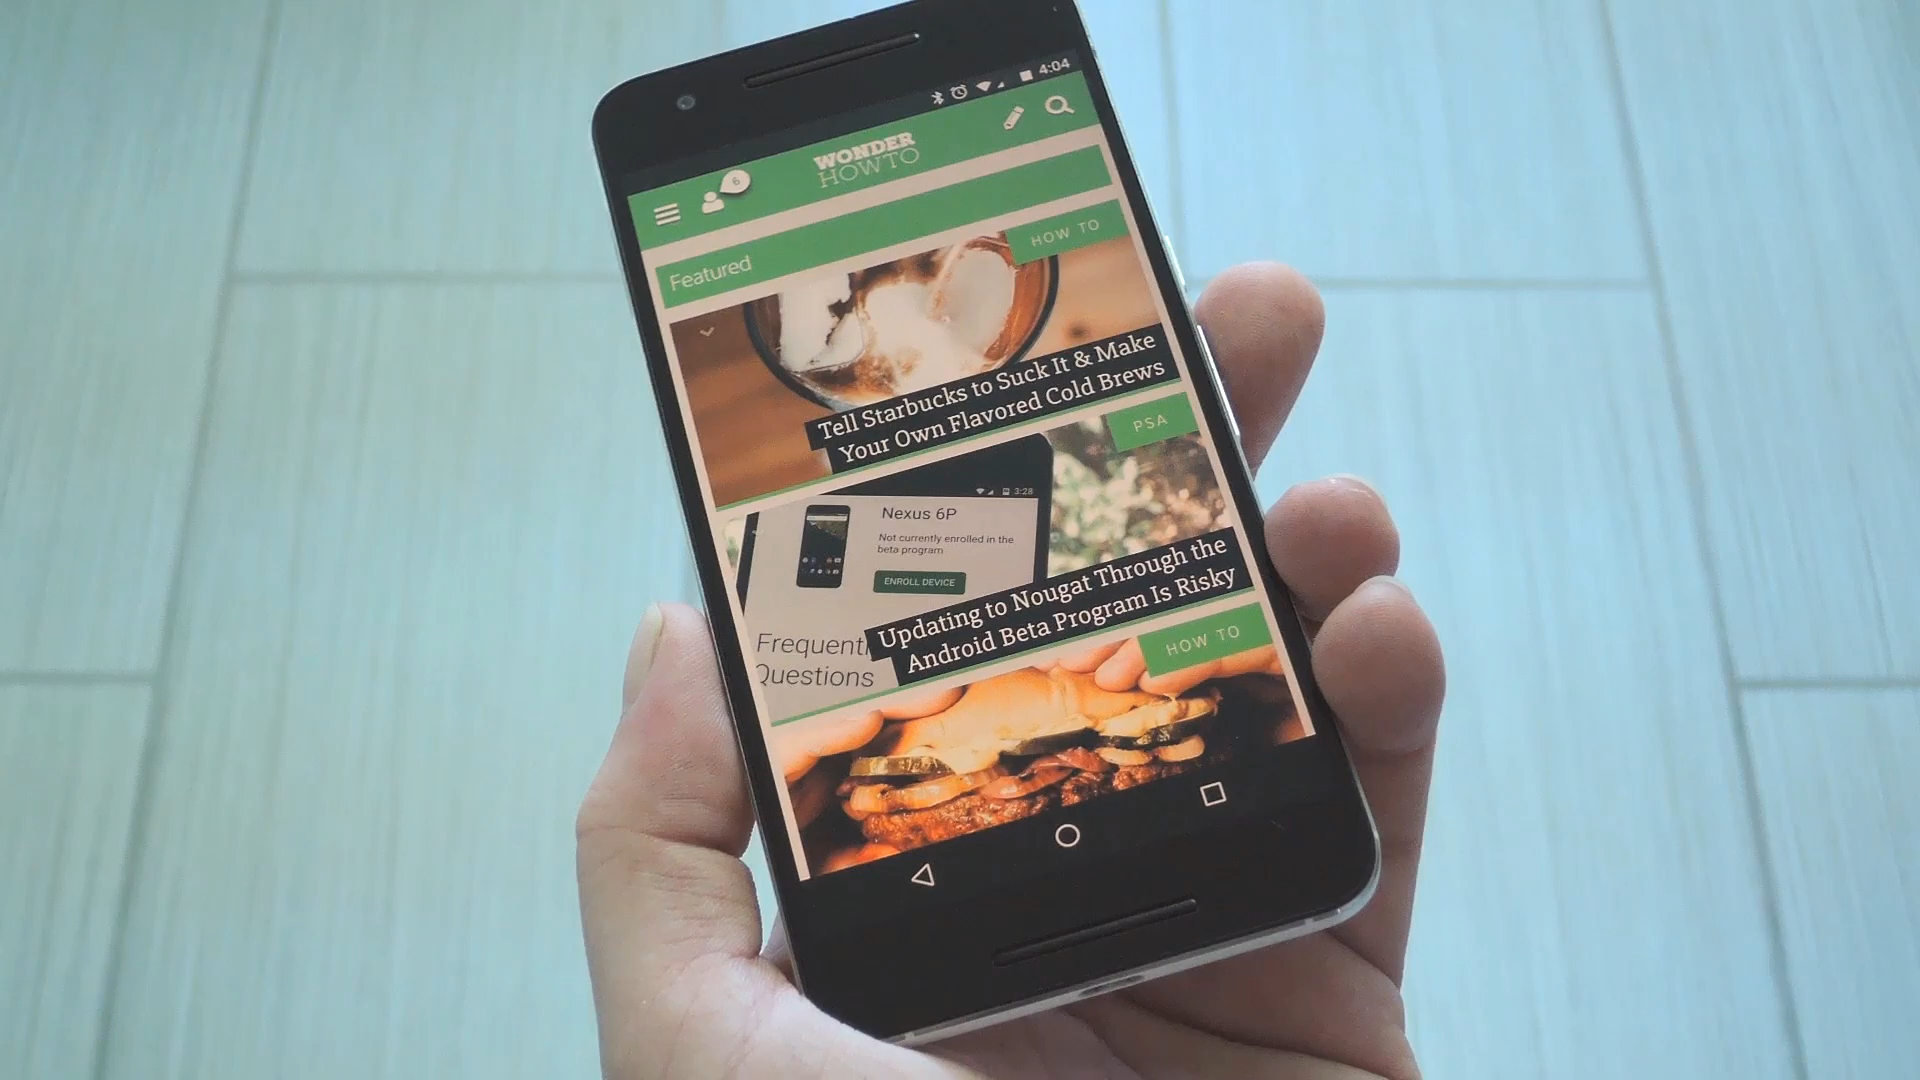 4:04
6
WONDER
HOWTO
Featured
HOW TO
Tell Starbucks to Suck It & Make
Your Own Flavored Cold Brews
PSA
3:28
Nexus 6P
Not currently enrolled in the
beta program
ENROLL DEVICE
Updating to Nougat Through the
Android Beta Program Is Risky
Frequentl
Questions
HOW TO